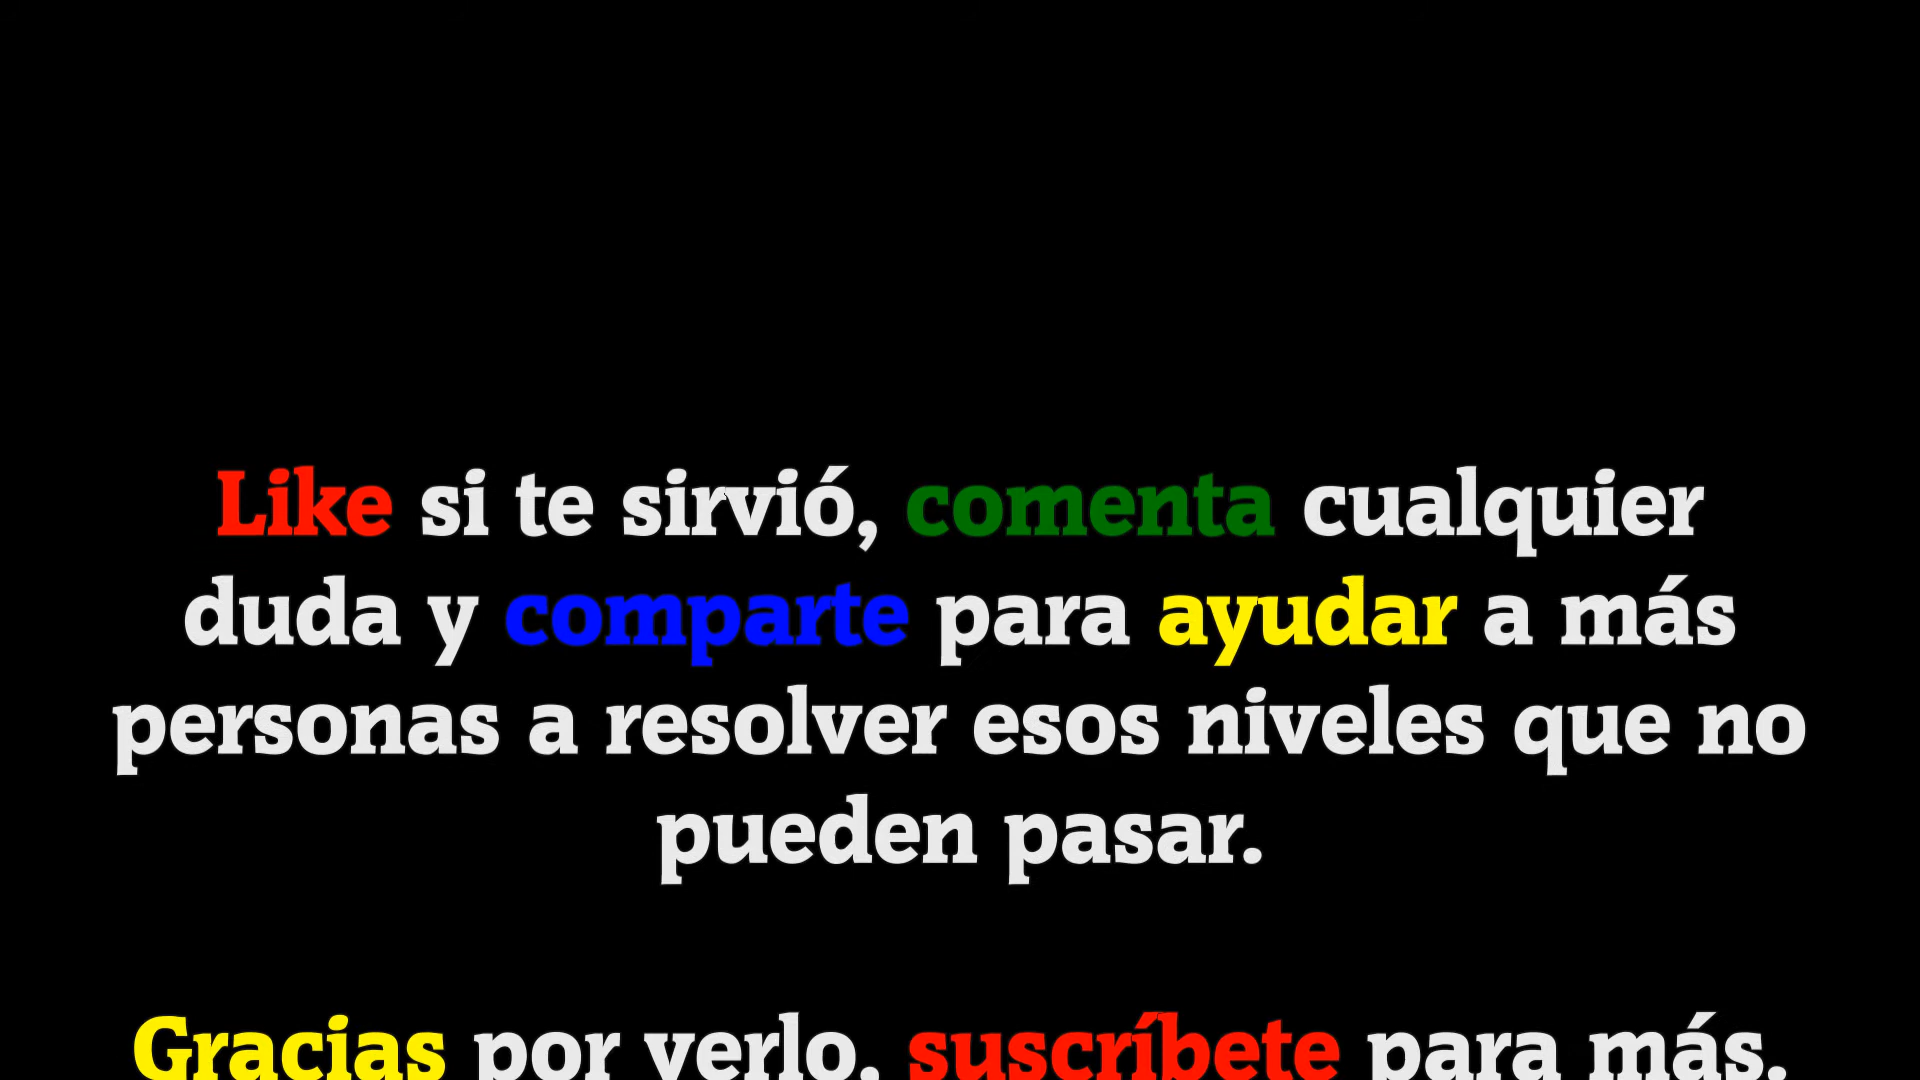 Like si te sirvió, comenta cualquier
duda y comparte para ayudar a más
personas a resolver esos niveles que no
pueden pasar.
Gracias por verlo, suscríbete para más.